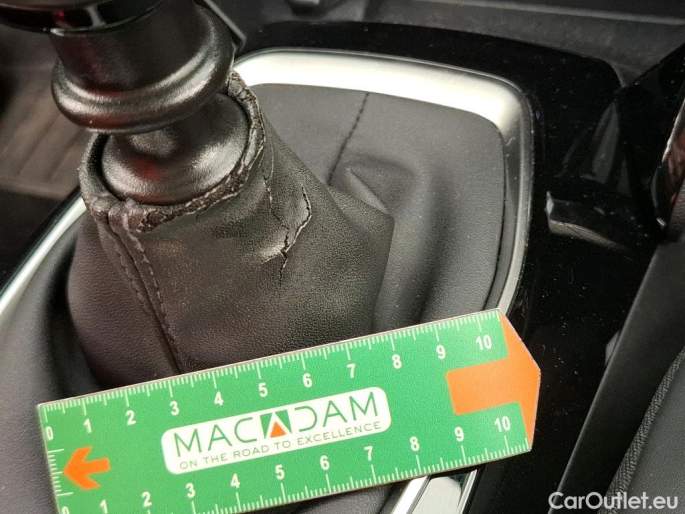 0 1 2 3 4 5 6 7 8 9 10
MACADAM
ON THE ROAD TO EXCELLENCE
0 1 2 3 4 5 6 7 8 9 10
CarOutlet.eu